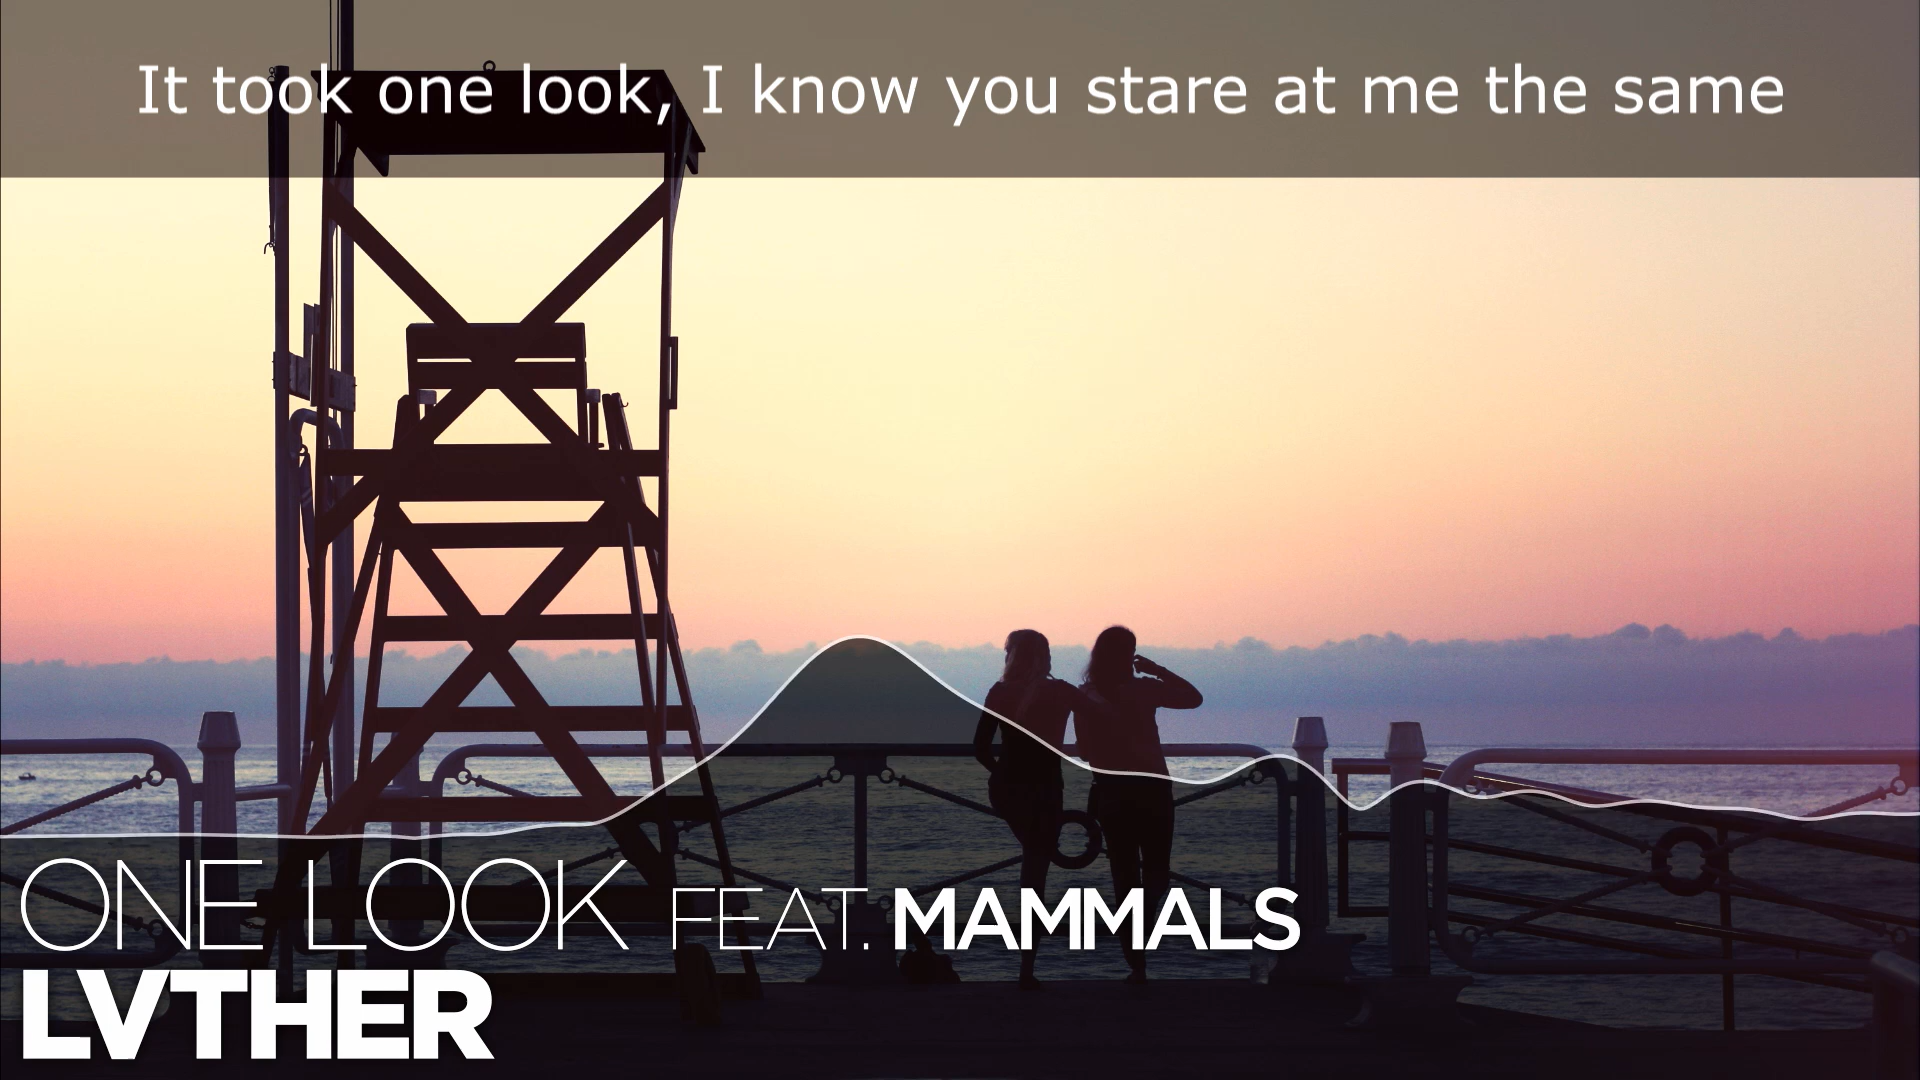 It took one look, I know you stare at me the same
ONE LOOK FEAT. MAMMALS
LVTHER